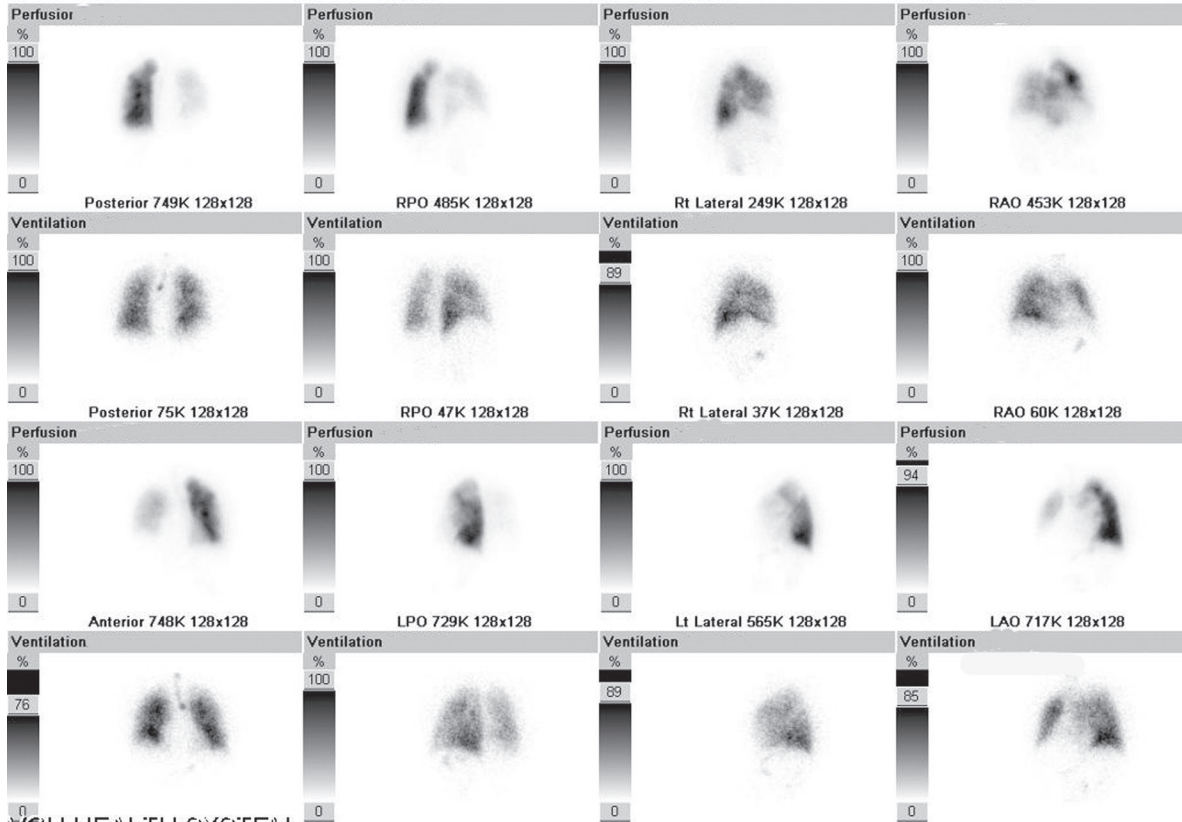 Perfusion Perfusion Perfusion Perfusion
% % % %
100 100 100 100
0 0 0 0
Posterior 749K 128x128 RPO 485K 128x128 Rt Lateral 249K 128x128 RAO 453K 128x128
Ventilation Ventilation Ventilation Ventilation
% % % %
100 100 89 100
0 0 0 0
Posterior 75K 128x128 RPO 47K 128x128 Rt Lateral 37K 128x128 RAO 60K 128x128
Perfusion Perfusion Perfusion Perfusion
% % % %
100 100 100 94
0 0 0 0
Anterior 748K 128x128 LPO 729K 128x128 Lt Lateral 565K 128x128 LAO 717K 128x128
Ventilation Ventilation Ventilation Ventilation
% % % %
76 100 89 85
0 0 0 0